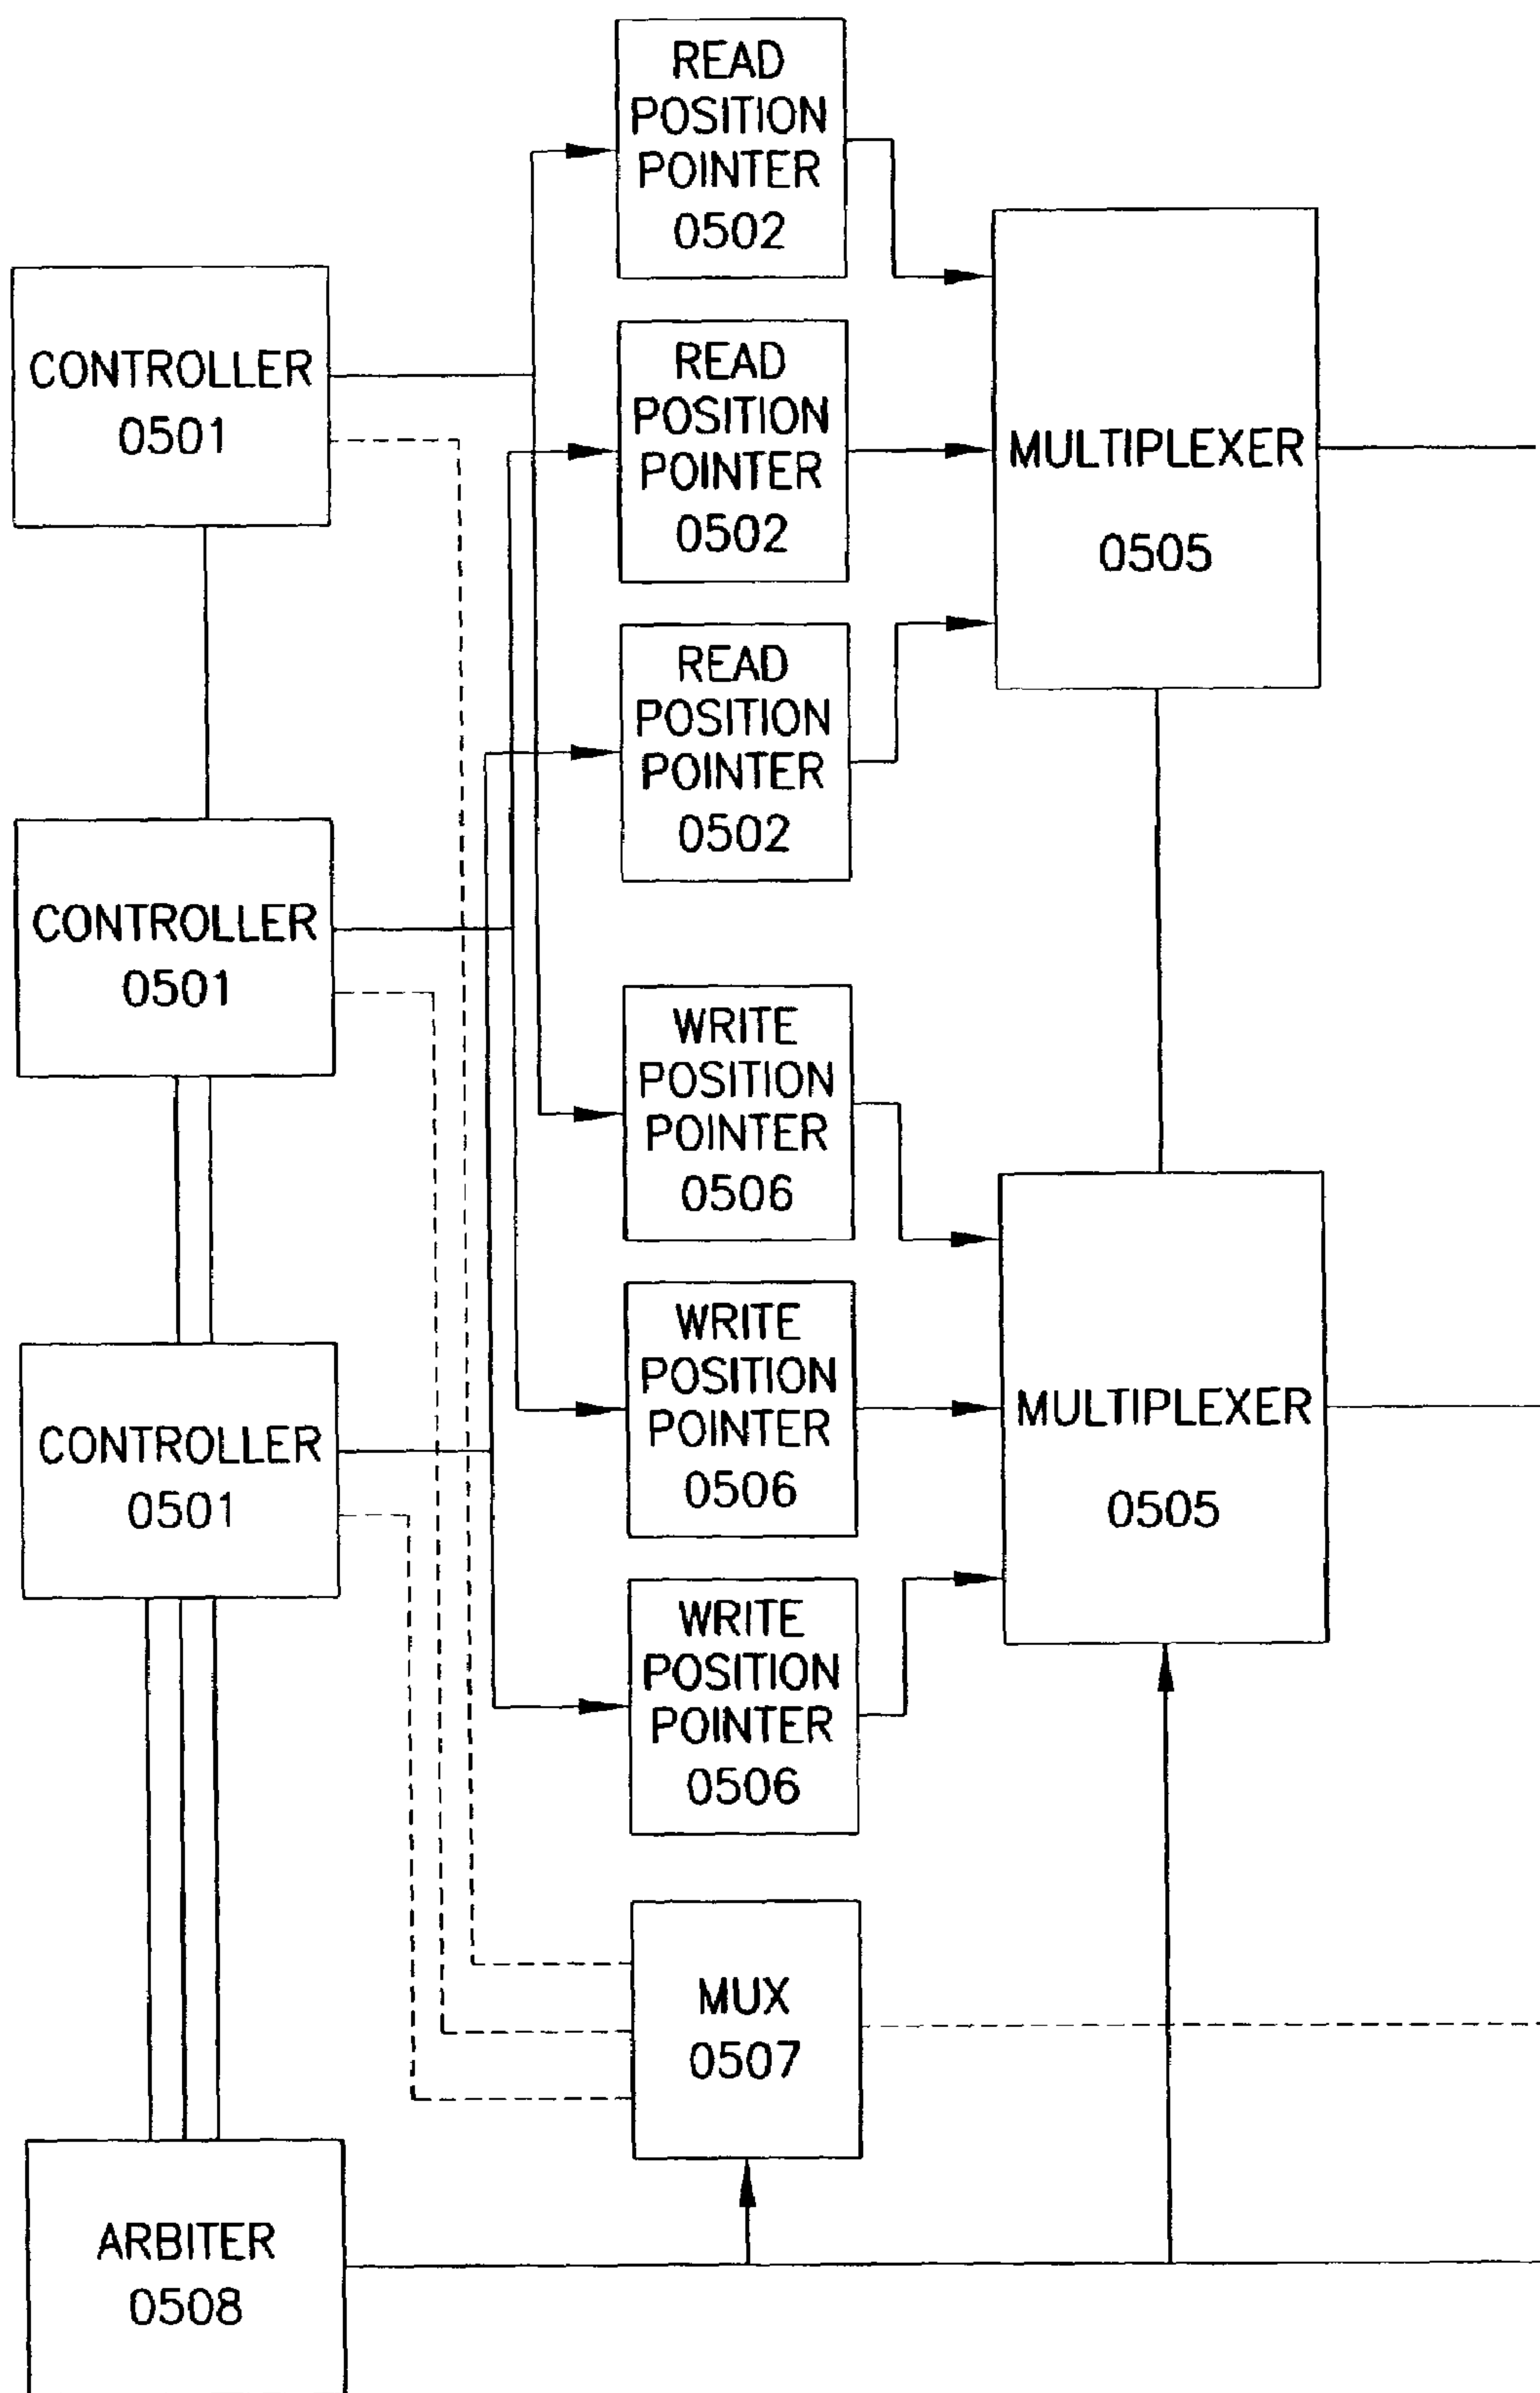 READ
POSITION
POINTER
0502
CONTROLLER
0501
READ
POSITION
POINTER
0502
MULTIPLEXER
0505
READ
POSITION
POINTER
0502
CONTROLLER
0501
WRITE
POSITION
POINTER
0506
CONTROLLER
0501
WRITE
POSITION
POINTER
0506
MULTIPLEXER
0505
WRITE
POSITION
POINTER
0506
MUX
0507
ARBITER
0508